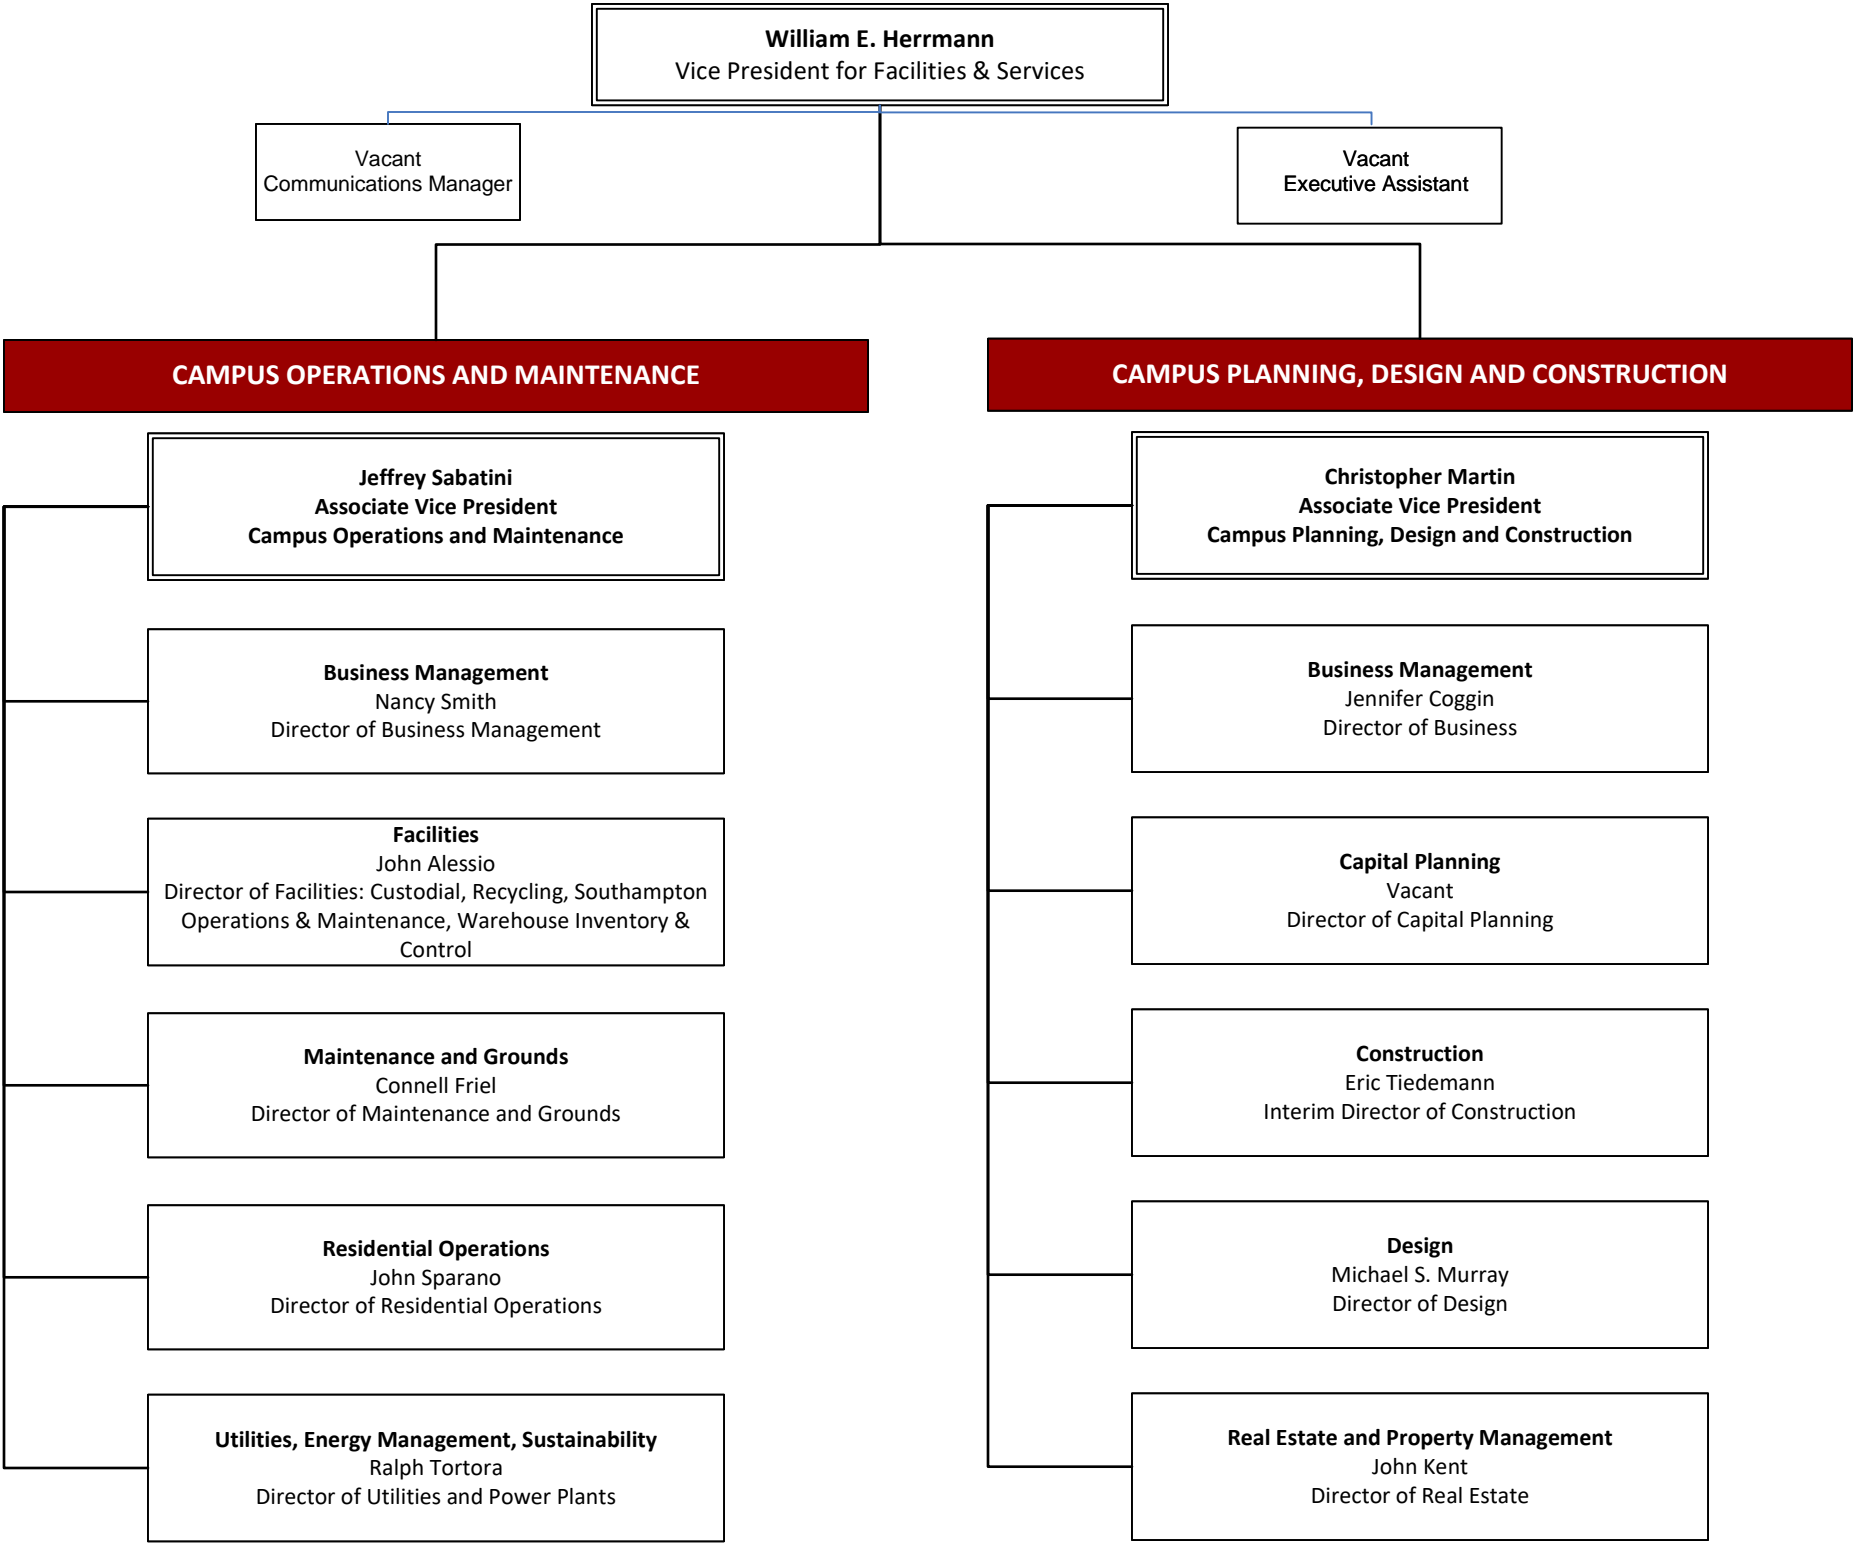 William E. Herrmann
Vice President for Facilities & Services
Vacant
Communications Manager
Vacant
Executive Assistant
CAMPUS OPERATIONS AND MAINTENANCE
Jeffrey Sabatini
Associate Vice President
Campus Operations and Maintenance
Business Management
Nancy Smith
Director of Business Management
Facilities
John Alessio
Director of Facilities: Custodial, Recycling, Southampton
Operations & Maintenance, Warehouse Inventory &
Control
Maintenance and Grounds
Connell Friel
Director of Maintenance and Grounds
Residential Operations
John Sparano
Director of Residential Operations
Utilities, Energy Management, Sustainability
Ralph Tortora
Director of Utilities and Power Plants
CAMPUS PLANNING, DESIGN AND CONSTRUCTION
Christopher Martin
Associate Vice President
Campus Planning, Design and Construction
Business Management
Jennifer Coggin
Director of Business
Capital Planning
Vacant
Director of Capital Planning
Construction
Eric Tiedemann
Interim Director of Construction
Design
Michael S. Murray
Director of Design
Real Estate and Property Management
John Kent
Director of Real Estate